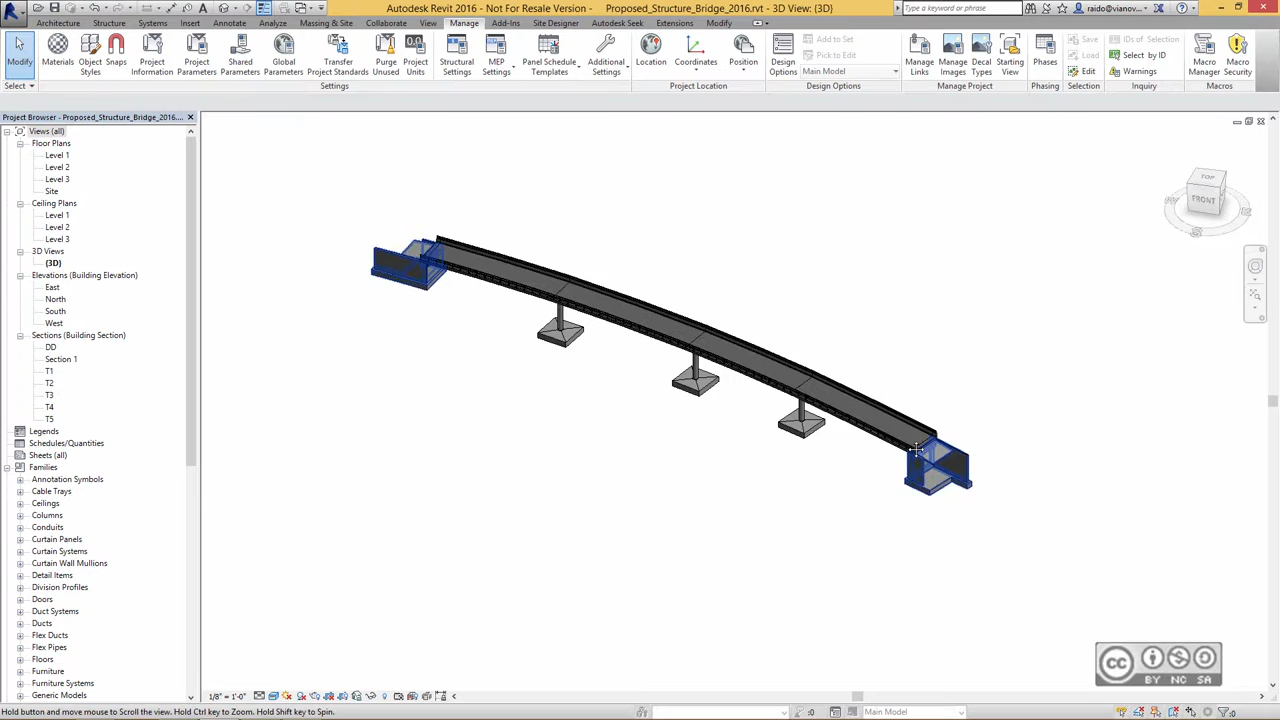 Autodesk Revit 2016 - Not For Resale Version - Proposed_Structure_Bridge_2016.rvt - 3D View: {3D}
Type a keyword or phrase
raido@vianov...
Architecture Structure Systems Insert Annotate Analyze Massing & Site Collaborate View Manage Add-Ins Site Designer Autodesk Seek Extensions Modify
Modify
Materials
Object Styles
Snaps
Project Information
Project Parameters
Shared Parameters
Global Parameters
Transfer Project Standards
Purge Unused
Project Units
Structural Settings
MEP Settings
Panel Schedule Templates
Additional Settings
Location
Coordinates
Position
Design Options
Add to Set
Pick to Edit
Main Model
Manage Links
Manage Images
Decal Types
Starting View
Phases
Save
Load
Edit
IDs of Selection
Select by ID
Warnings
Macro Manager
Macro Security
Select
Settings
Project Location
Design Options
Manage Project
Phasing
Selection
Inquiry
Macros
Project Browser - Proposed_Structure_Bridge_2016....
Views (all)
Floor Plans
Level 1
Level 2
Level 3
Site
Ceiling Plans
Level 1
Level 2
Level 3
3D Views
{3D}
Elevations (Building Elevation)
East
North
South
West
Sections (Building Section)
DD
Section 1
T1
T2
T3
T4
T5
Legends
Schedules/Quantities
Sheets (all)
Families
Annotation Symbols
Cable Trays
Ceilings
Columns
Conduits
Curtain Panels
Curtain Systems
Curtain Wall Mullions
Detail Items
Division Profiles
Doors
Duct Systems
Ducts
Flex Ducts
Flex Pipes
Floors
Furniture
Furniture Systems
Generic Models
TOP
FRONT
CC
BY NC SA
1/8" = 1'-0"
Hold button and move mouse to Scroll the view. Hold Ctrl key to Zoom. Hold Shift key to Spin.
:0
Main Model
:0